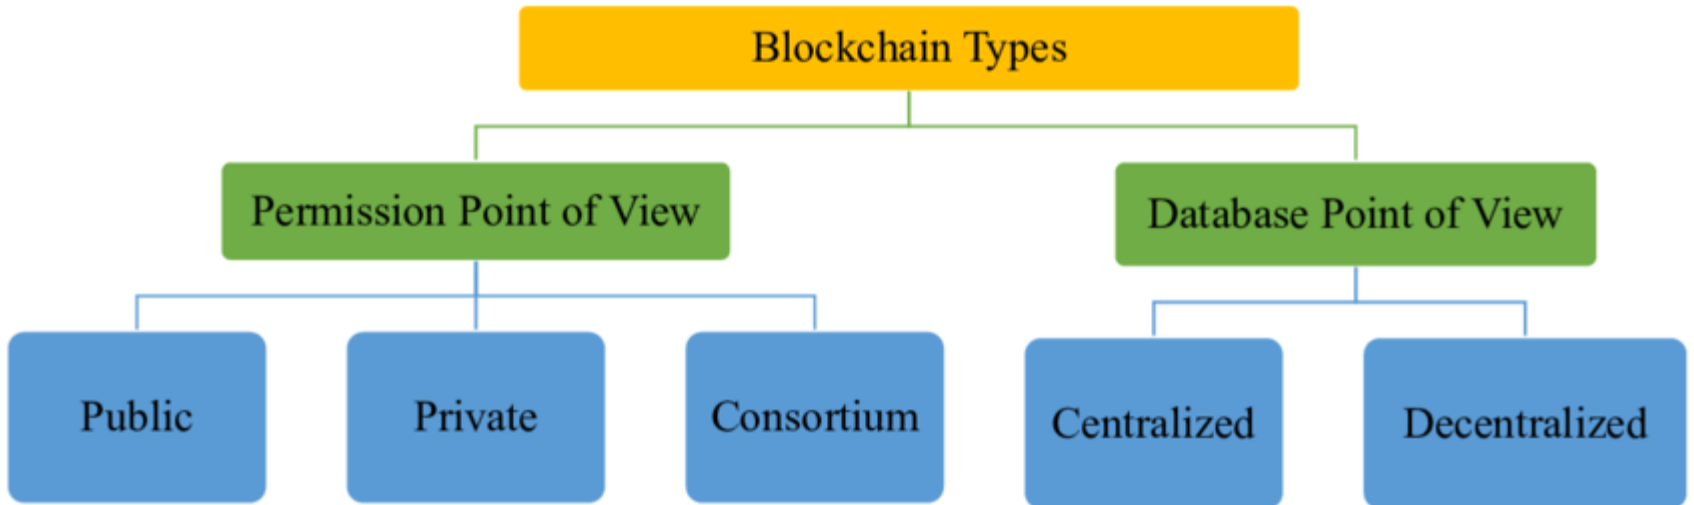 Blockchain Types
Permission Point of View
Database Point of View
Public
Private
Consortium
Centralized
Decentralized